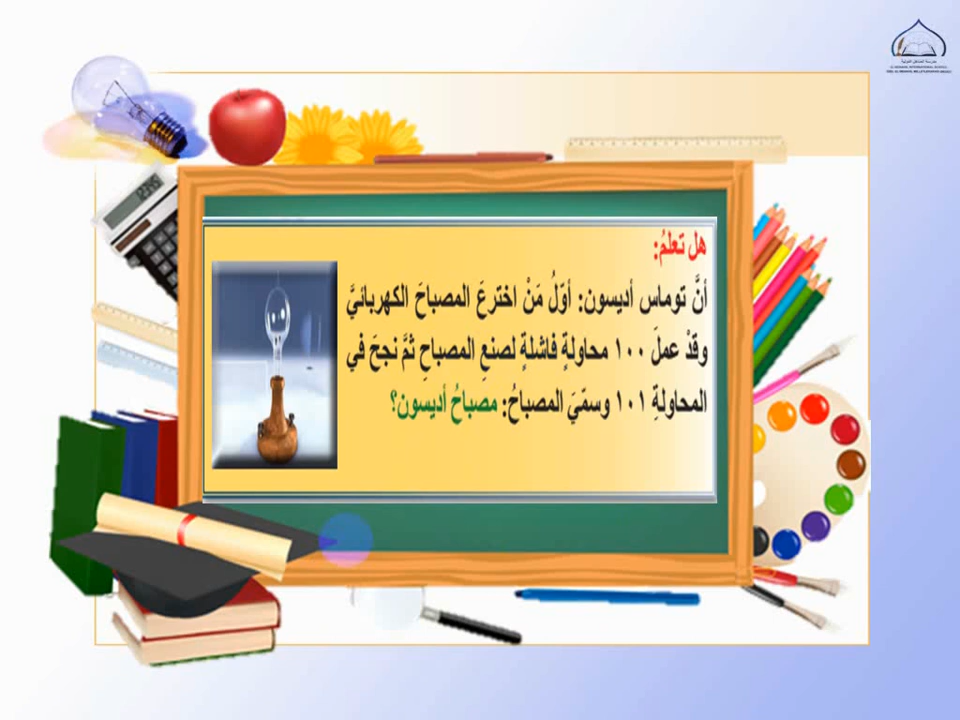 هل تعلمُ:
أنَّ توماس أديسون: أوّلُ مَنْ اخترعَ المصباحَ الكهربائيَّ
وقدْ عملَ ١٠٠ محاولةٍ فاشلةٍ لصنعِ المصباحِ ثمَّ نجحَ في
المحاولةِ ١٠١ وسمّيَ المصباحُ: مصباحُ أديسون؟